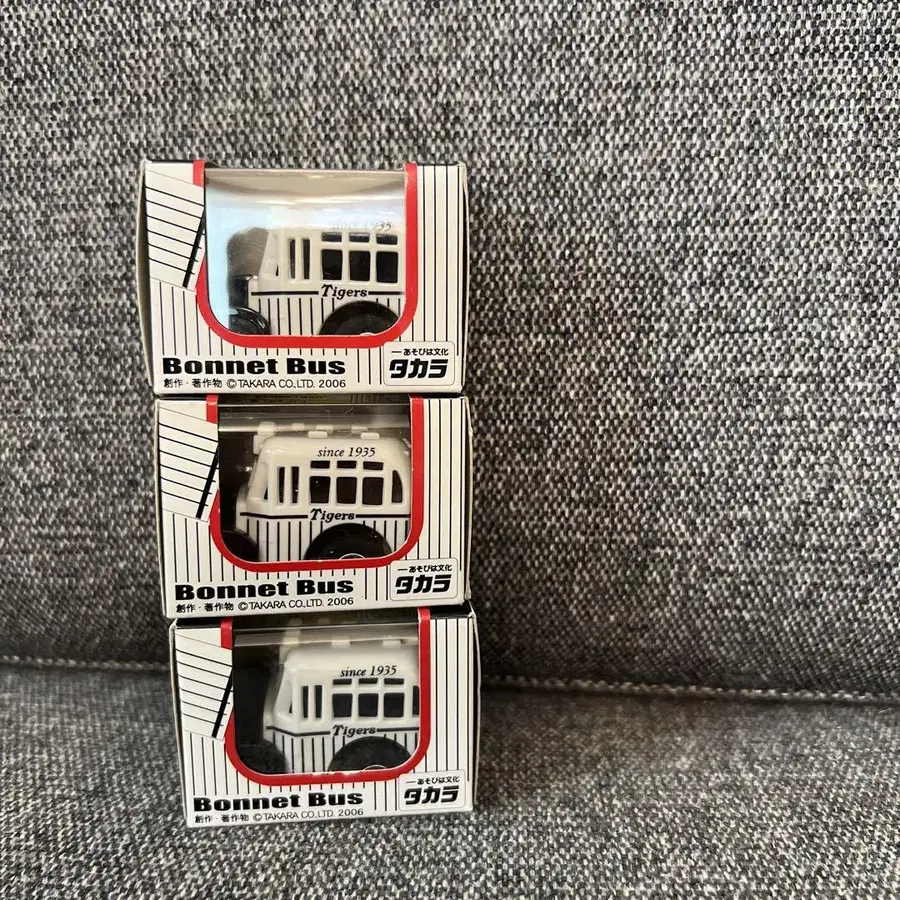 since 1935
Tigers
Bonnet Bus
創作・著作物 ©TAKARA CO.,LTD. 2006
―あそびは文化
タカラ
since 1935
Tigers
Bonnet Bus
創作・著作物 ©TAKARA CO.,LTD. 2006
―あそびは文化
タカラ
since 1935
Tigers
Bonnet Bus
創作・著作物 ©TAKARA CO.,LTD. 2006
―あそびは文化
タカラ